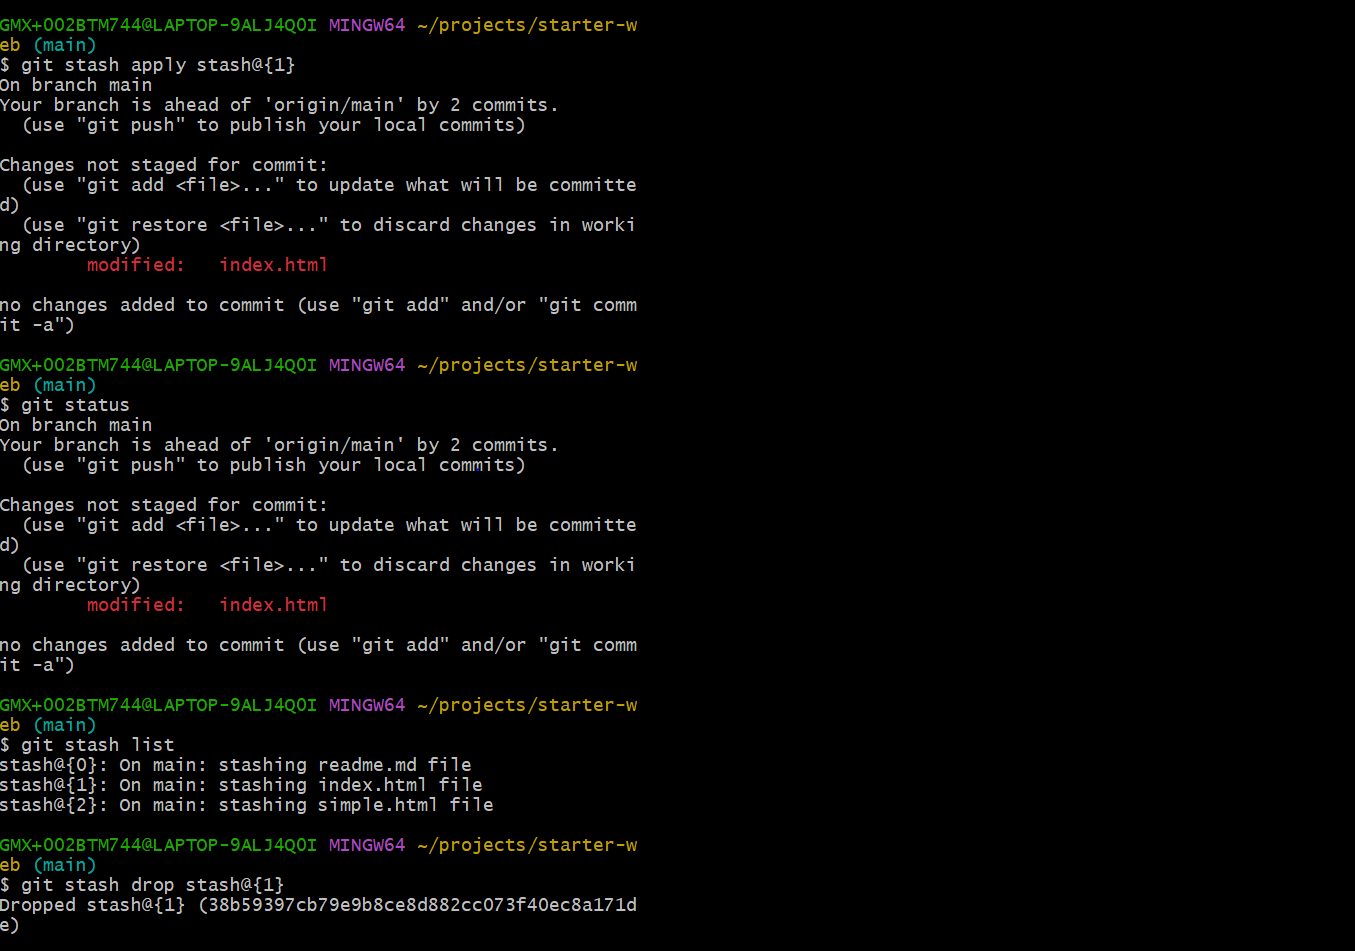 GMX+002BTM744@LAPTOP-9ALJ4Q0I MINGW64 ~/projects/starter-w
eb (main)
$ git stash apply stash@{1}
On branch main
Your branch is ahead of 'origin/main' by 2 commits.
  (use "git push" to publish your local commits)

Changes not staged for commit:
  (use "git add <file>..." to update what will be committe
d)
  (use "git restore <file>..." to discard changes in worki
ng directory)
        modified:   index.html

no changes added to commit (use "git add" and/or "git comm
it -a")

GMX+002BTM744@LAPTOP-9ALJ4Q0I MINGW64 ~/projects/starter-w
eb (main)
$ git status
On branch main
Your branch is ahead of 'origin/main' by 2 commits.
  (use "git push" to publish your local commits)

Changes not staged for commit:
  (use "git add <file>..." to update what will be committe
d)
  (use "git restore <file>..." to discard changes in worki
ng directory)
        modified:   index.html

no changes added to commit (use "git add" and/or "git comm
it -a")

GMX+002BTM744@LAPTOP-9ALJ4Q0I MINGW64 ~/projects/starter-w
eb (main)
$ git stash list
stash@{0}: On main: stashing readme.md file
stash@{1}: On main: stashing index.html file
stash@{2}: On main: stashing simple.html file

GMX+002BTM744@LAPTOP-9ALJ4Q0I MINGW64 ~/projects/starter-w
eb (main)
$ git stash drop stash@{1}
Dropped stash@{1} (38b59397cb79e9b8ce8d882cc073f40ec8a171d
e)